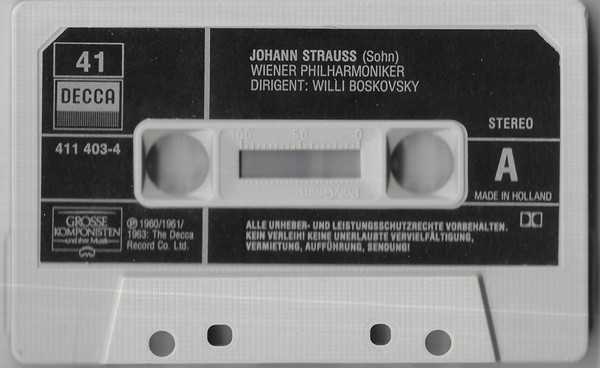 41
DECCA
411 403-4
JOHANN STRAUSS (Sohn)
WIENER PHILHARMONIKER
DIRIGENT: WILLI BOSKOVSKY
STEREO
100 50 0
A
MADE IN HOLLAND
GROSSE
KOMPONISTEN
und ihre Musik
Ⓟ 1960/1961/
1963: The Decca
Record Co. Ltd.
ALLE URHEBER- UND LEISTUNGSSCHUTZRECHTE VORBEHALTEN.
KEIN VERLEIH! KEINE UNERLAUBTE VERVIELFÄLTIGUNG,
VERMIETUNG, AUFFÜHRUNG, SENDUNG!